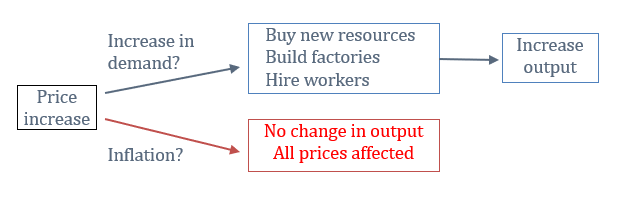 Price
increase
Increase in
demand?
Buy new resources
Build factories
Hire workers
Increase
output
Inflation?
No change in output
All prices affected